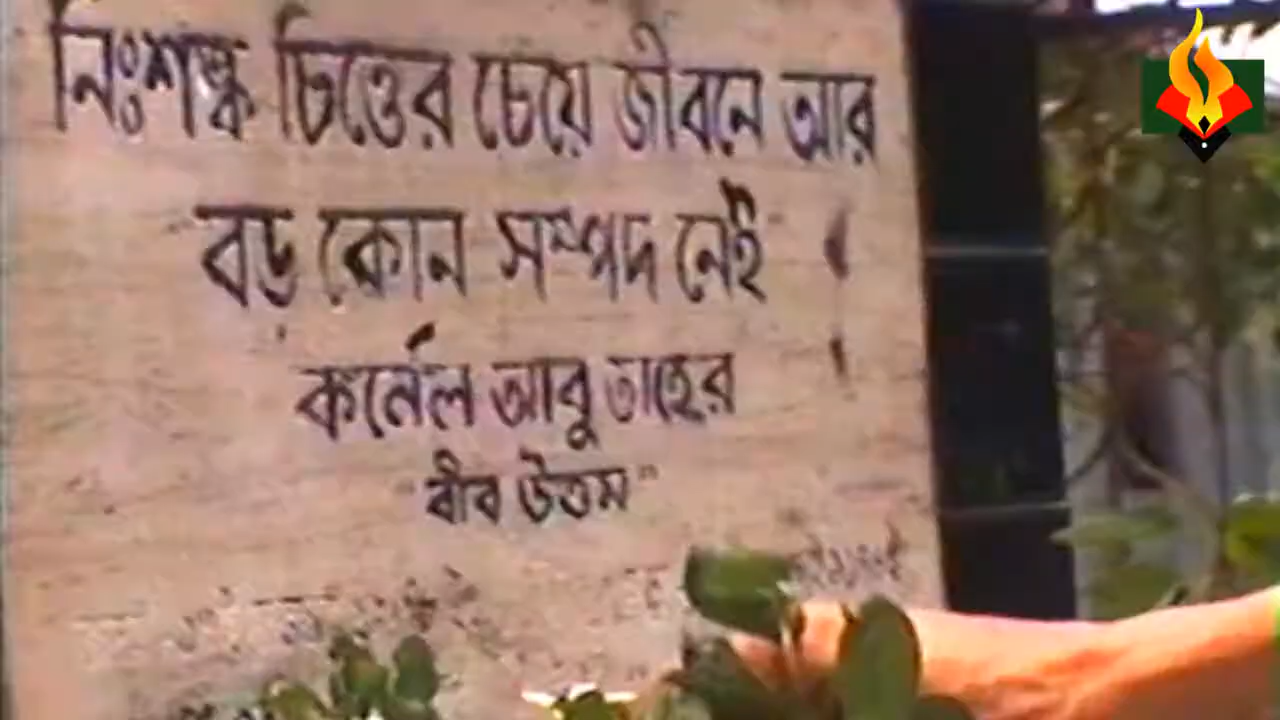 নিঃশঙ্ক চিত্তের চেয়ে জীবনে আর
বড় কোন সম্পদ নেই
কর্নেল আবু তাহের
"বীর উত্তম"